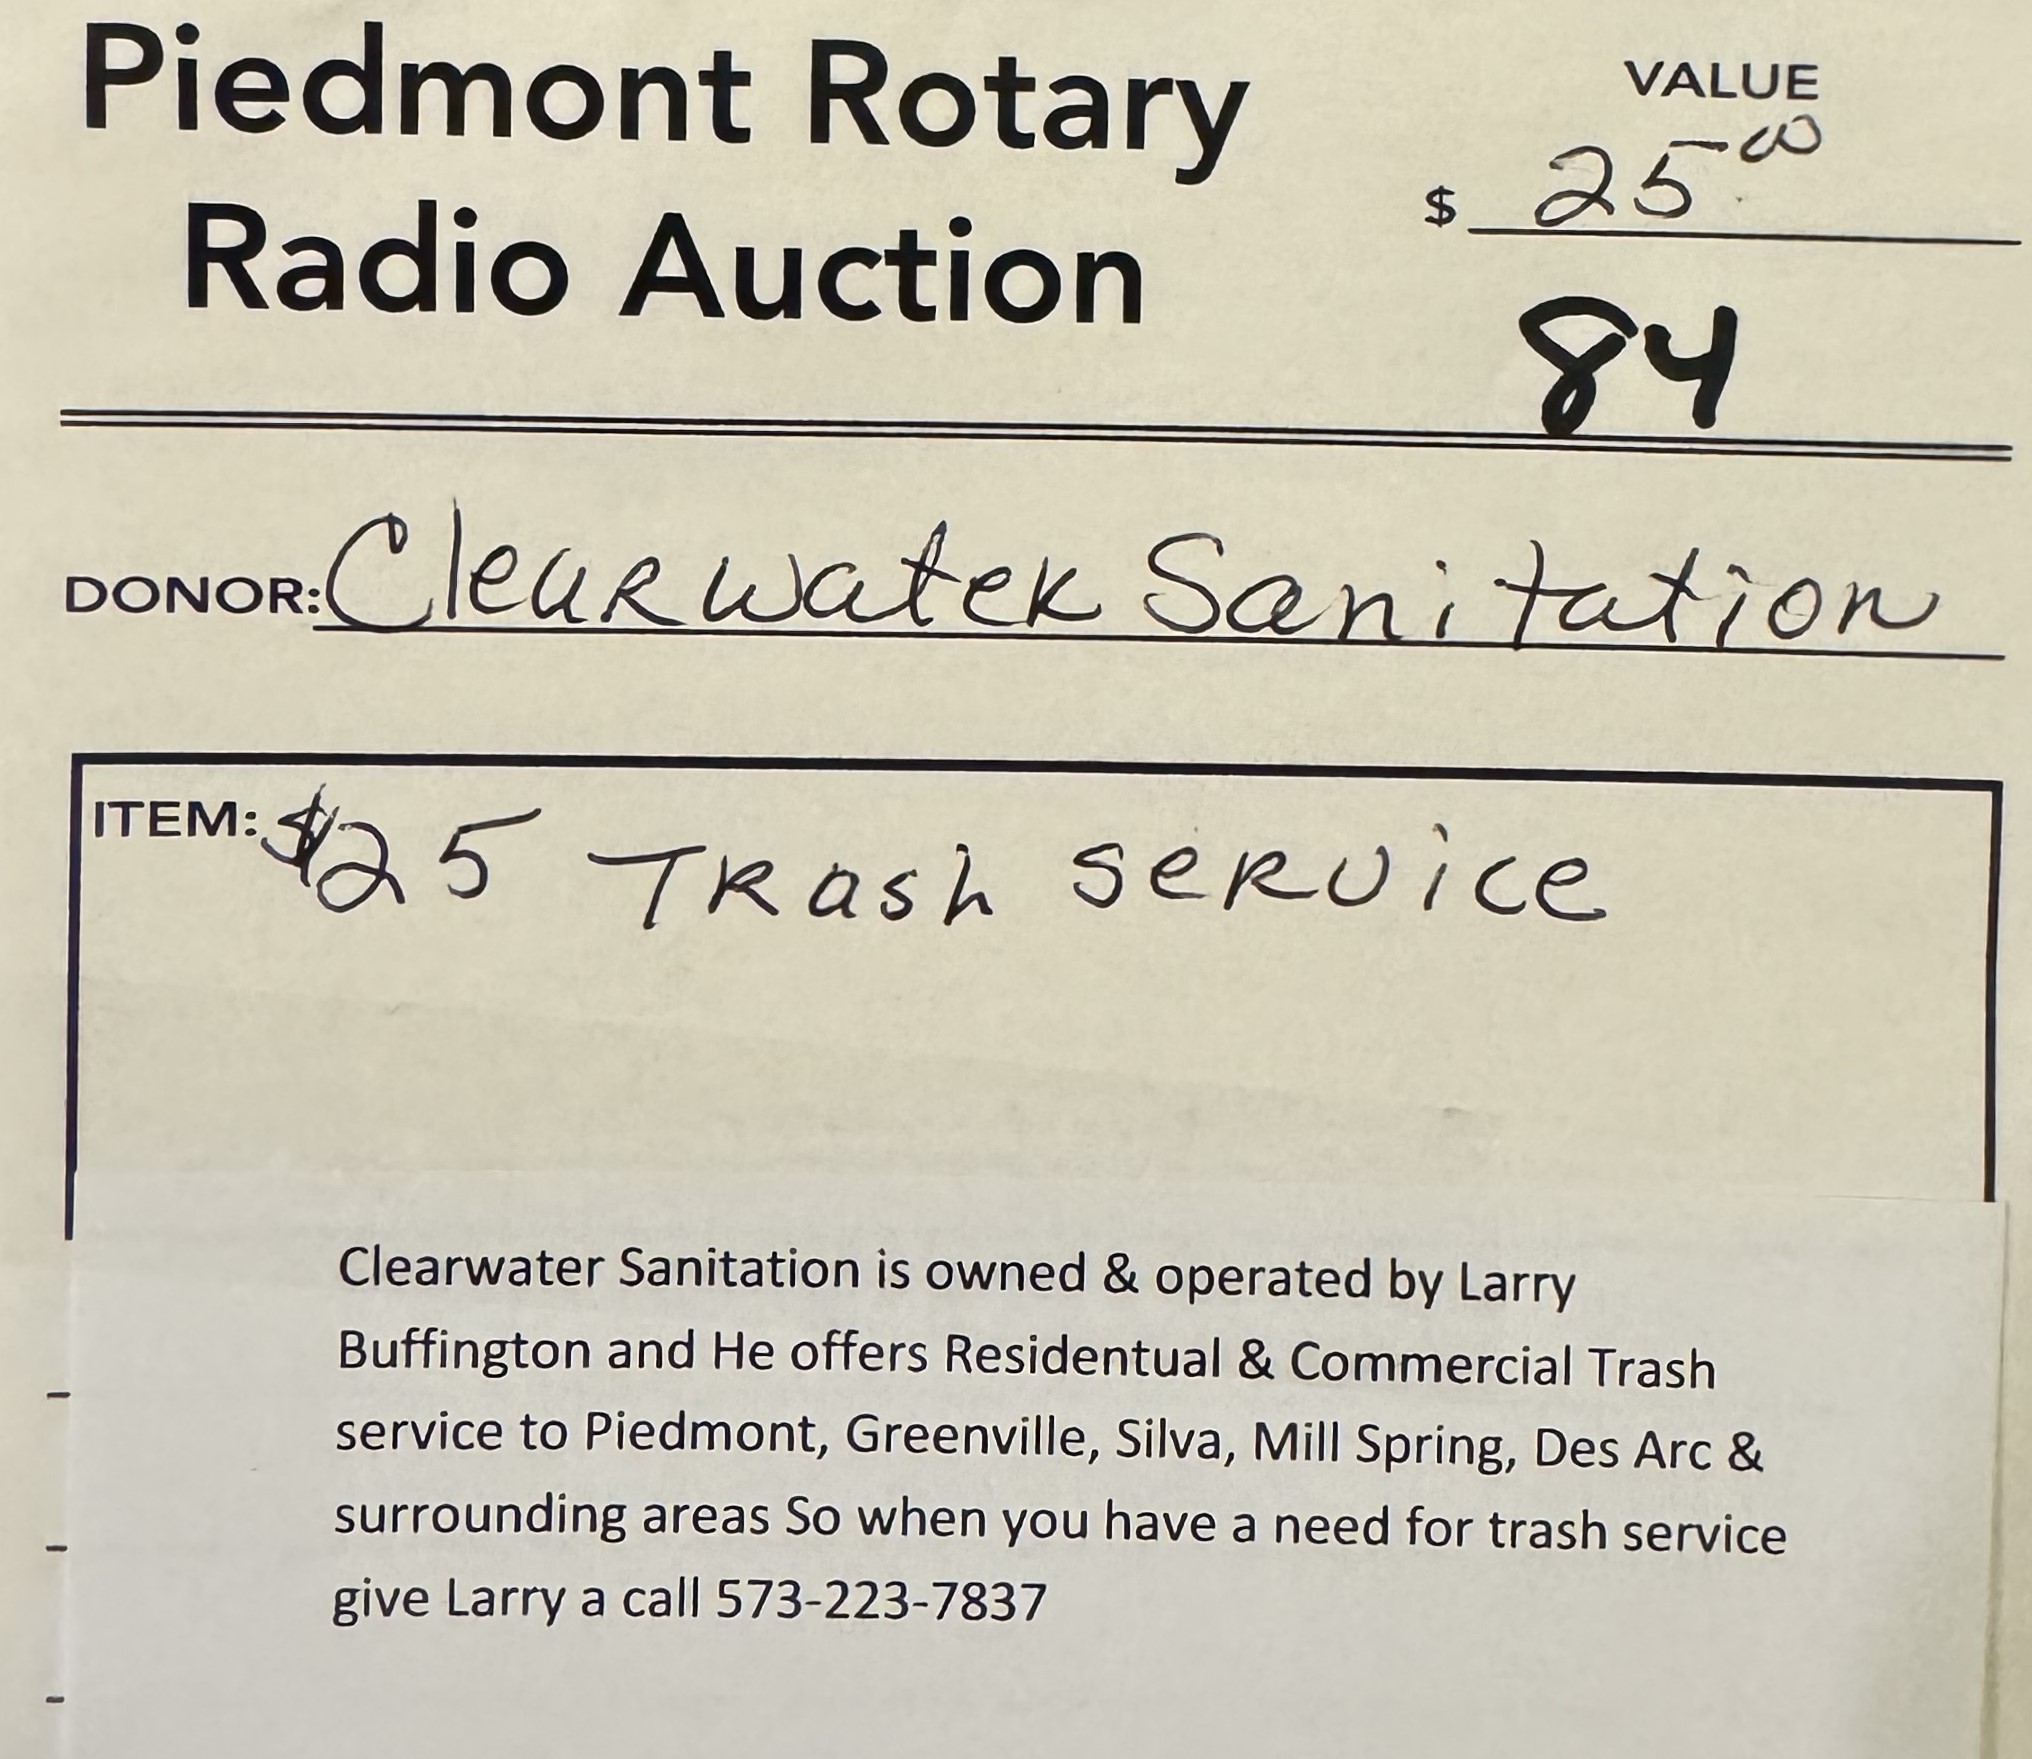 Piedmont Rotary
Radio Auction
VALUE
$ 25 00
84
DONOR: Clearwater Sanitation
ITEM: $25 Trash service
Clearwater Sanitation is owned & operated by Larry
Buffington and He offers Residentual & Commercial Trash
service to Piedmont, Greenville, Silva, Mill Spring, Des Arc &
surrounding areas So when you have a need for trash service
give Larry a call 573-223-7837